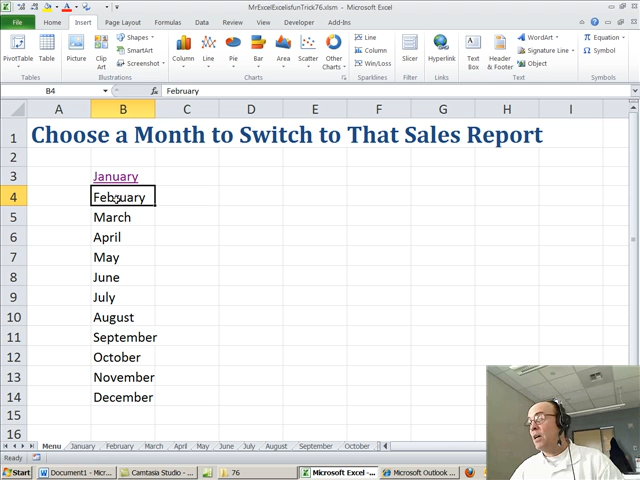 MrExcelExcelisfunTrick76.xlsm - Microsoft Excel
File Home Insert Page Layout Formulas Data Review View Developer Add-Ins
PivotTable Table Picture Clip Art Shapes SmartArt Screenshot Column Line Pie Bar Area Scatter Other Charts Line Column Win/Loss Slicer Hyperlink Text Box Header & Footer WordArt Signature Line Object Equation Symbol
Tables Illustrations Charts Sparklines Filter Links Text Symbols
B4 fx February
A B C D E F G H I
1 Choose a Month to Switch to That Sales Report
2
3 January
4 February
5 March
6 April
7 May
8 June
9 July
10 August
11 September
12 October
13 November
14 December
15
16
Menu January February March April May June July August September October
Ready
Start Document1 - Micr... Camtasia Studio - ... 76 Microsoft Excel -... Microsoft Outlook ...